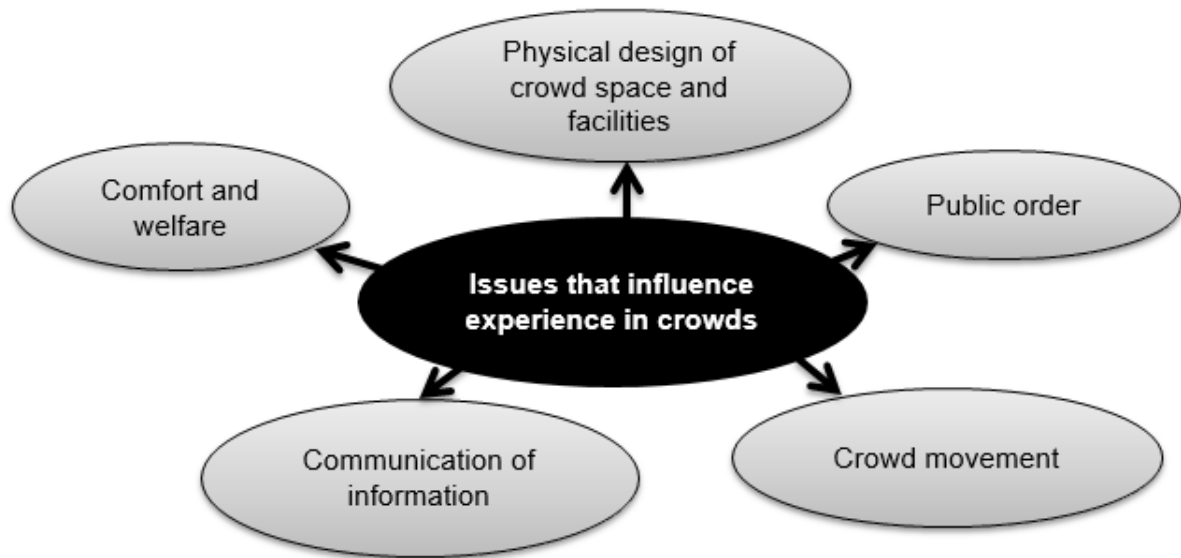 Physical design of
crowd space and
facilities
Comfort and
welfare
Public order
Issues that influence
experience in crowds
Communication of
information
Crowd movement